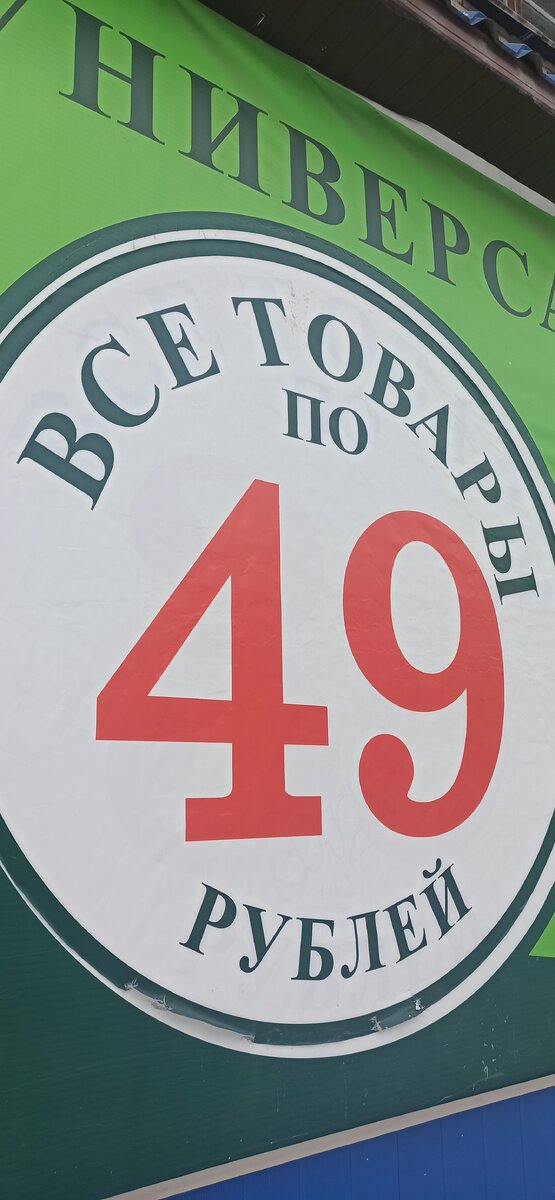 НИВЕРСА
ВСЕ ТОВАРЫ
ПО
49
РУБЛЕЙ